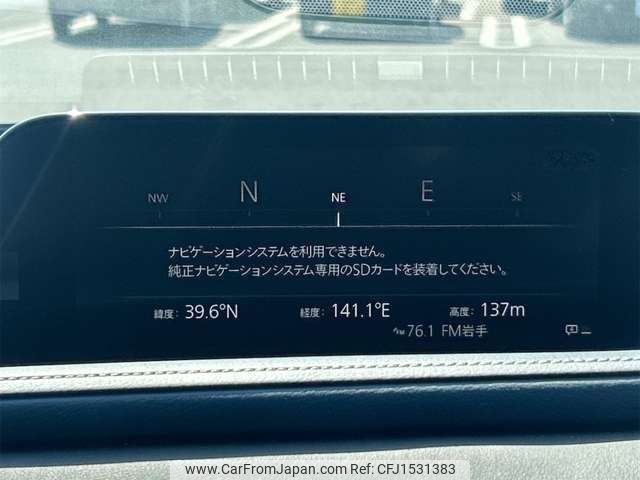 NW N NE E SE
ナビゲーションシステムを利用できません。
純正ナビゲーションシステム専用のSDカードを装着してください。
緯度: 39.6°N 経度: 141.1°E 高度: 137m
FM 76.1 FM岩手
www.CarFromJapan.com - CFJ1531383